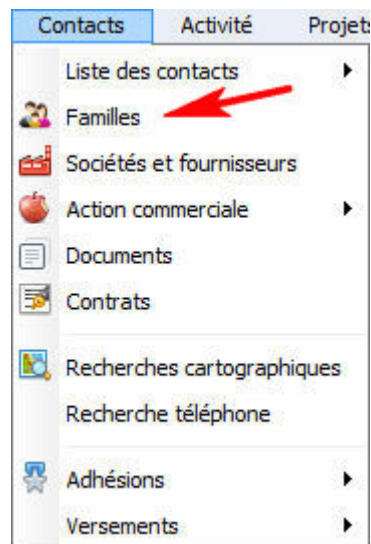 Contacts Activité Projets
Liste des contacts
Familles
Sociétés et fournisseurs
Action commerciale
Documents
Contrats
Recherches cartographiques
Recherche téléphone
Adhésions
Versements